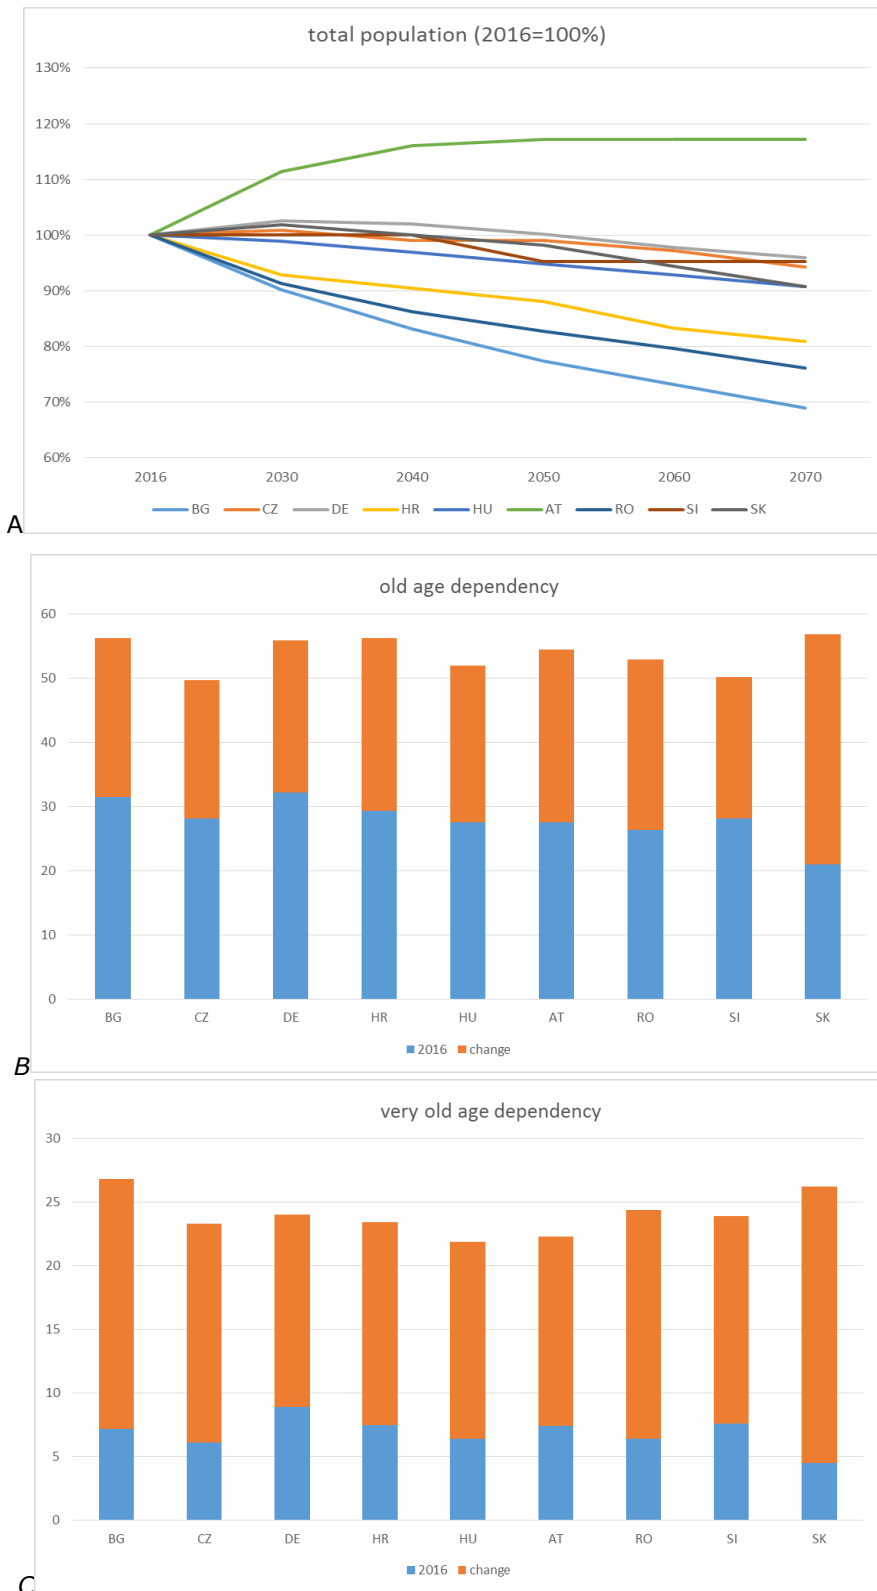 total population (2016=100%)
130%
120%
110%
100%
90%
80%
70%
60%
2016 2030 2040 2050 2060 2070
BG CZ DE HR HU AT RO SI SK
A
old age dependency
60
50
40
30
20
10
0
BG CZ DE HR HU AT RO SI SK
2016 change
B
very old age dependency
30
25
20
15
10
5
0
BG CZ DE HR HU AT RO SI SK
2016 change
C